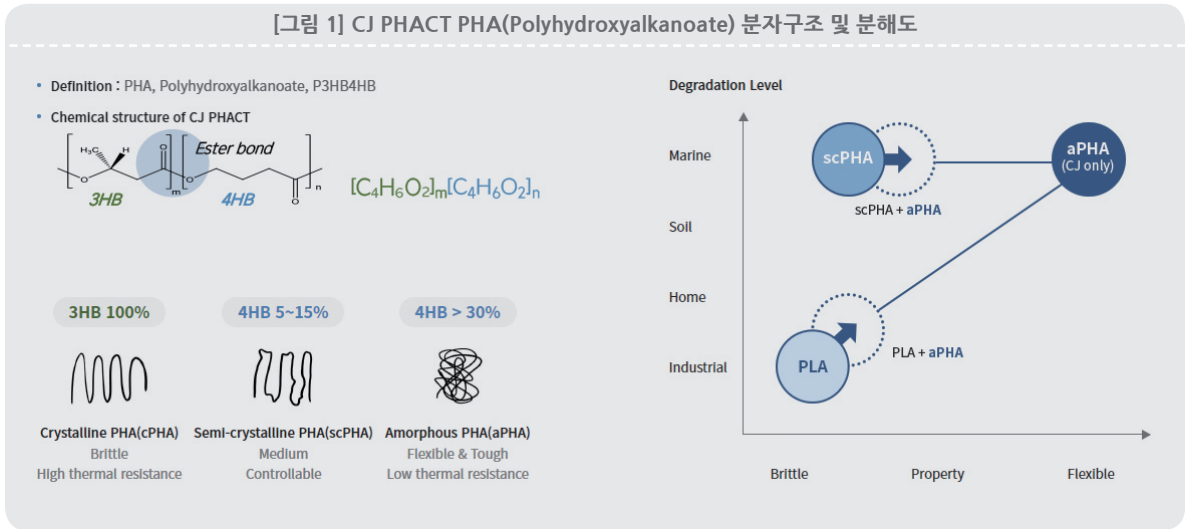 [그림 1] CJ PHACT PHA(Polyhydroxyalkanoate) 분자구조 및 분해도
• Definition : PHA, Polyhydroxyalkanoate, P3HB4HB
• Chemical structure of CJ PHACT
H₃C H O Ester bond
O m O O n
3HB 4HB
[C₄H₆O₂]m[C₄H₆O₂]n
3HB 100%
4HB 5~15%
4HB > 30%
Crystalline PHA(cPHA)
Brittle
High thermal resistance
Semi-crystalline PHA(scPHA)
Medium
Controllable
Amorphous PHA(aPHA)
Flexible & Tough
Low thermal resistance
Degradation Level
Marine
Soil
Home
Industrial
scPHA
scPHA + aPHA
aPHA
(CJ only)
PLA
PLA + aPHA
Brittle
Property
Flexible